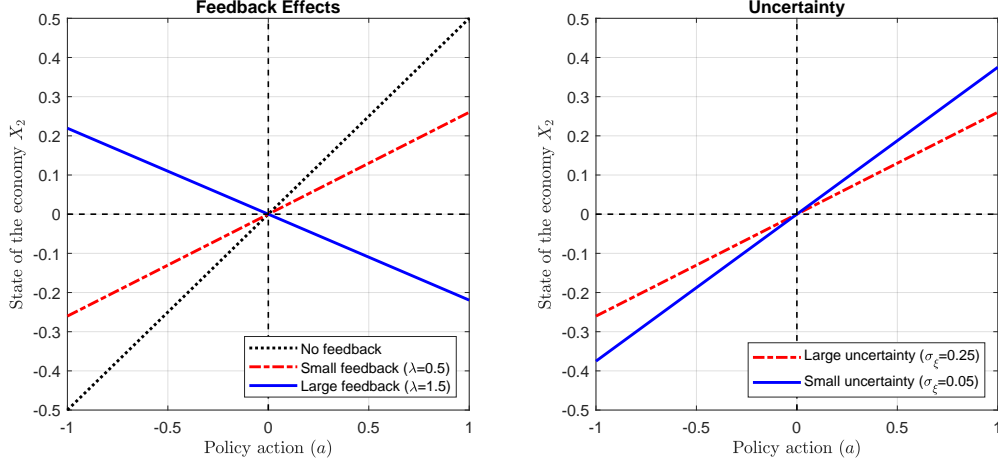 Feedback Effects
State of the economy X₂
0.5
0.4
0.3
0.2
0.1
0
-0.1
-0.2
-0.3
-0.4
-0.5
No feedback
Small feedback (λ=0.5)
Large feedback (λ=1.5)
-1 -0.5 0 0.5 1
Policy action (a)
Uncertainty
State of the economy X₂
0.5
0.4
0.3
0.2
0.1
0
-0.1
-0.2
-0.3
-0.4
-0.5
Large uncertainty (σ_ξ=0.25)
Small uncertainty (σ_ξ=0.05)
-1 -0.5 0 0.5 1
Policy action (a)